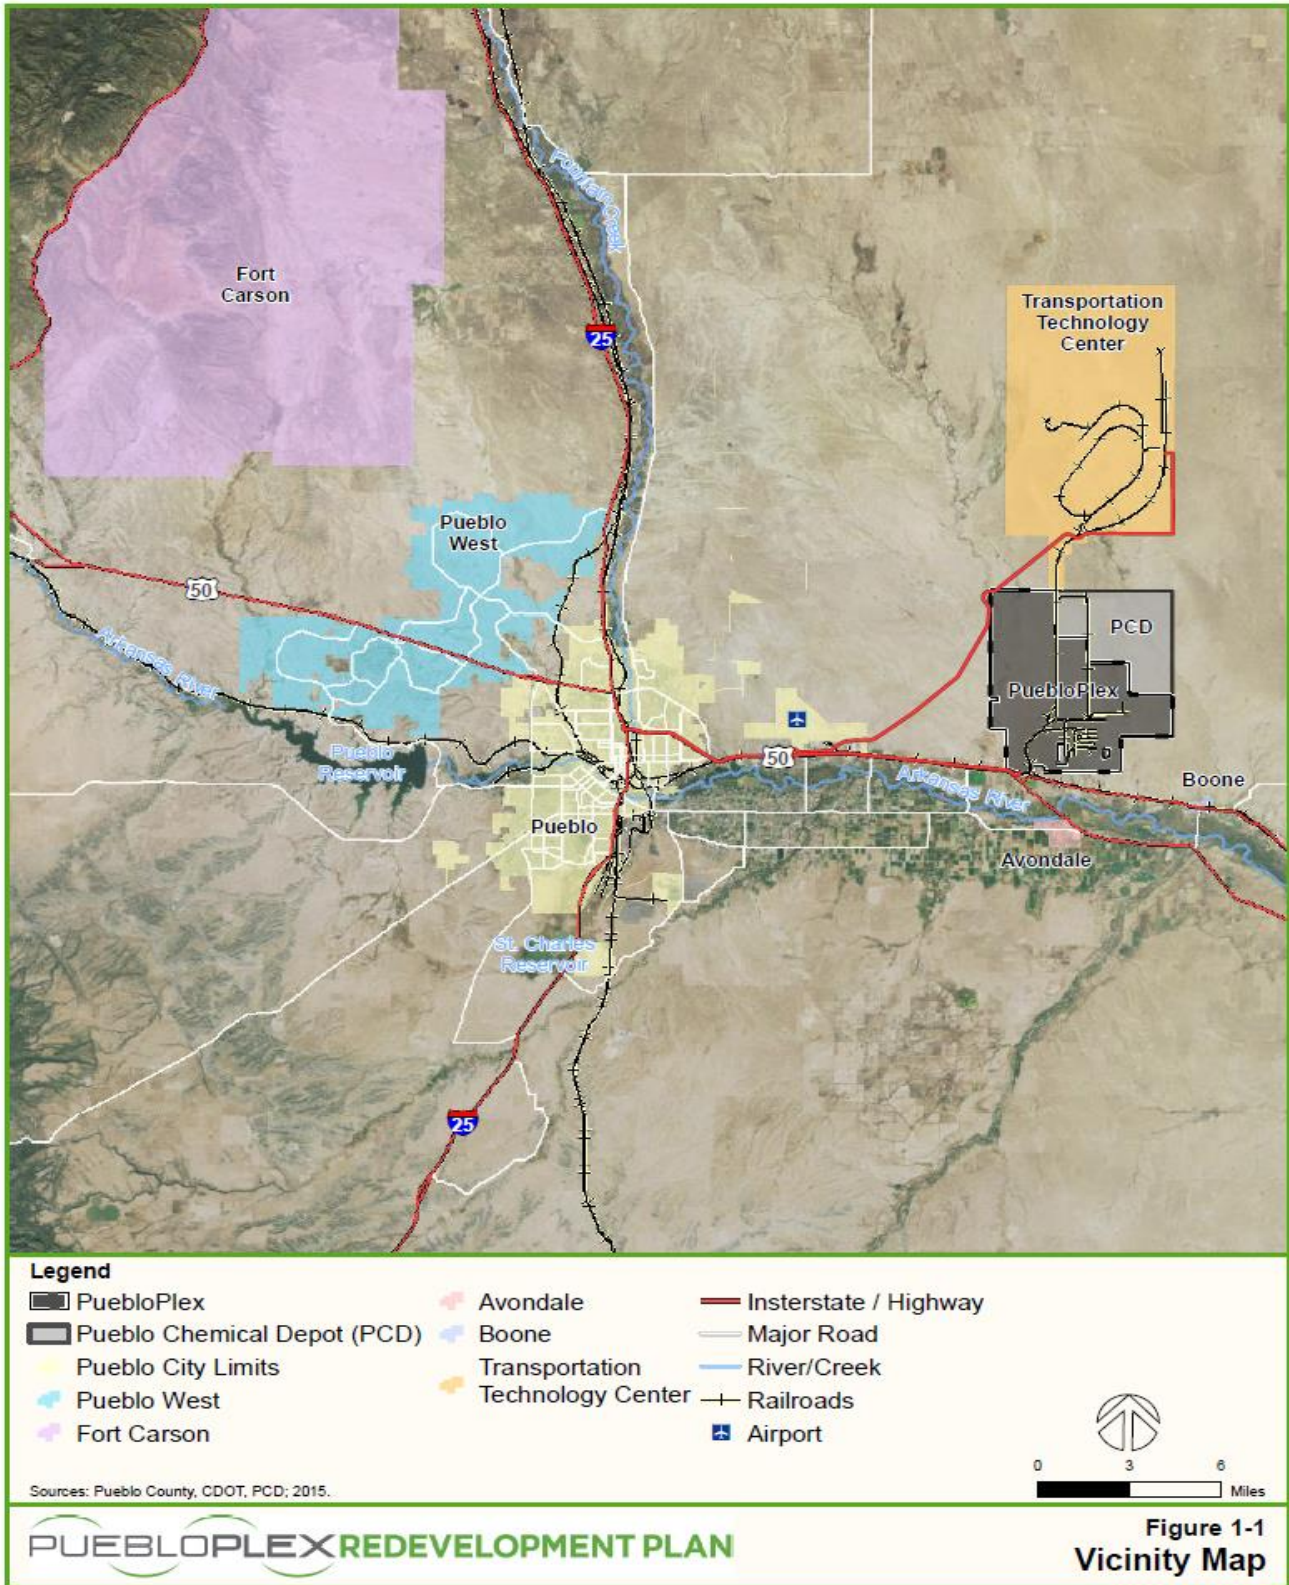 Fort
Carson
Fountain Creek
25
Transportation
Technology
Center
Pueblo
West
50
Arkansas River
PCD
PuebloPlex
Pueblo
Reservoir
50
Arkansas River
Boone
Pueblo
Avondale
St. Charles
Reservoir
25
Legend
PuebloPlex
Pueblo Chemical Depot (PCD)
Pueblo City Limits
Pueblo West
Fort Carson
Avondale
Boone
Transportation
Technology Center
Insterstate / Highway
Major Road
River/Creek
Railroads
Airport
0 3 6
Miles
Sources: Pueblo County, CDOT, PCD; 2015.
PUEBLOPLEX REDEVELOPMENT PLAN
Figure 1-1
Vicinity Map